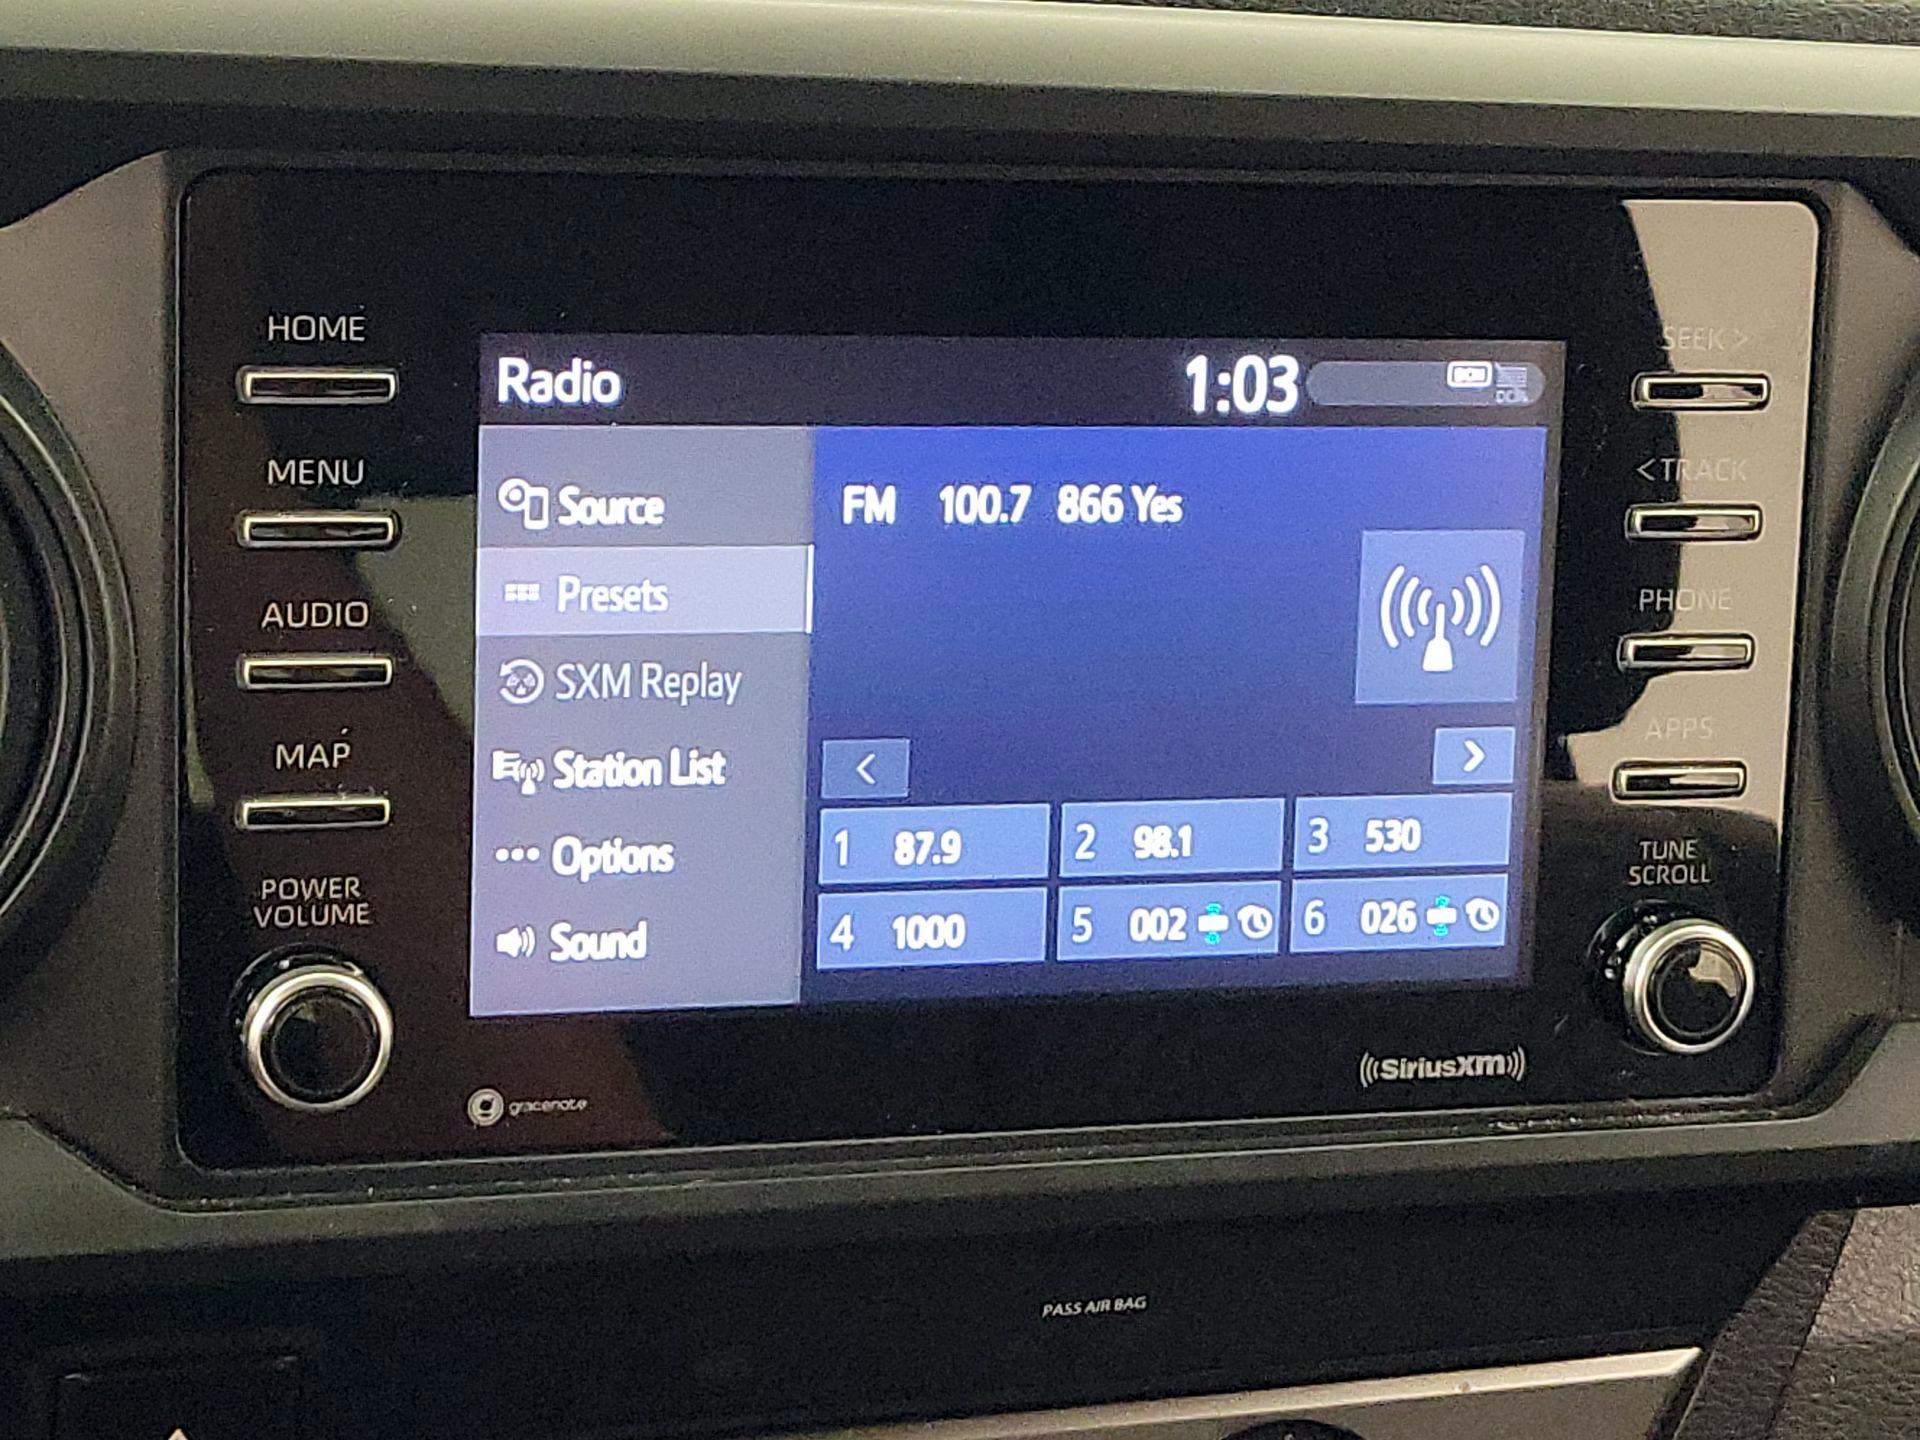 HOME
MENU
AUDIO
MAP
POWER
VOLUME
Radio 1:03 DCM
Source
Presets
SXM Replay
Station List
Options
Sound
FM 100.7 866 Yes
<
>
1 87.9
2 98.1
3 530
4 1000
5 002
6 026
SEEK >
< TRACK
PHONE
APPS
TUNE
SCROLL
gracenote
((SiriusXM))
PASS AIR BAG